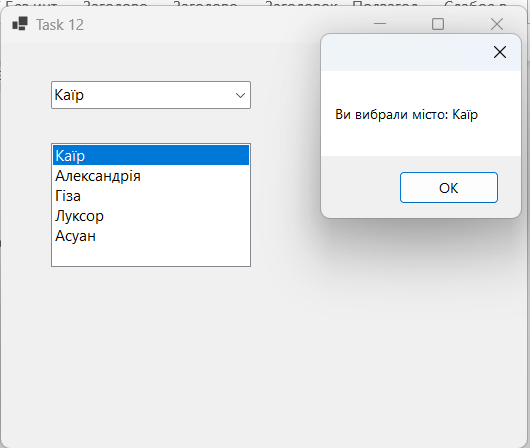 Task 12
Каїр
Ви вибрали місто: Каїр
OK
Каїр
Александрія
Гіза
Луксор
Асуан